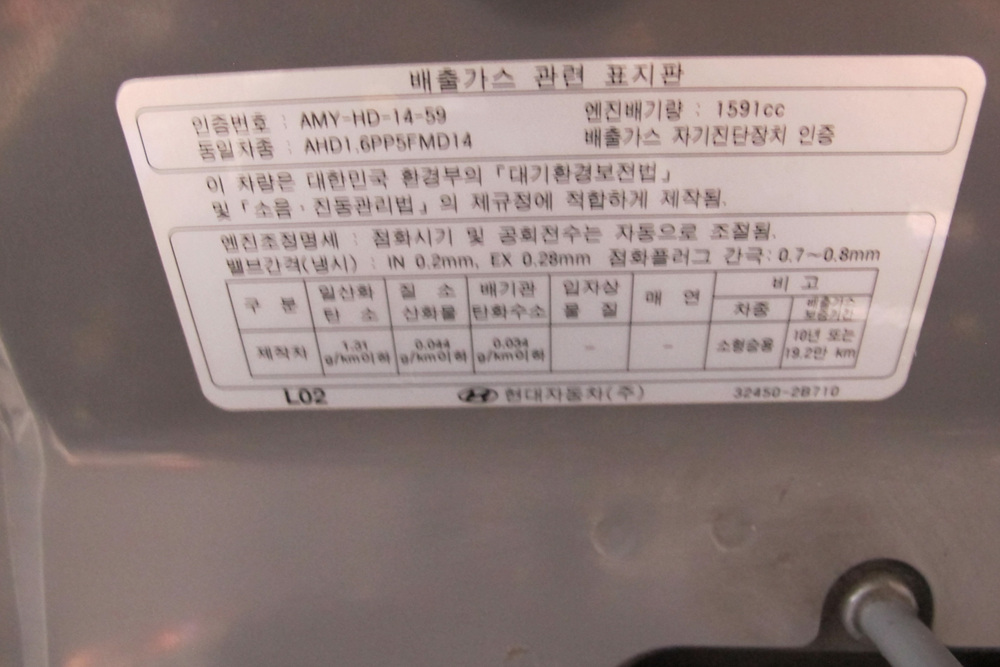 배출가스 관련 표지판
인증번호 : AMY-HD-14-59 엔진배기량 : 1591cc
동일차종 : AHD1.6PP5FMD14 배출가스 자기진단장치 인증
이 차량은 대한민국 환경부의 「대기환경보전법」
및 「소음·진동관리법」의 제규정에 적합하게 제작됨.
엔진조정명세 : 점화시기 및 공회전수는 자동으로 조절됨.
밸브간격(냉시) : IN 0.2mm, EX 0.28mm 점화플러그 간극: 0.7~0.8mm
구 분 일산화 탄 소 질 소 산화물 배기관 탄화수소 입자상 물 질 매 연 비 고
차종 배출가스 보증기간
제작차 1.31 g/km이하 0.044 g/km이하 0.034 g/km이하 - - 소형승용 10년 또는 19.2만 km
L02 현대자동차(주) 32450-2B710